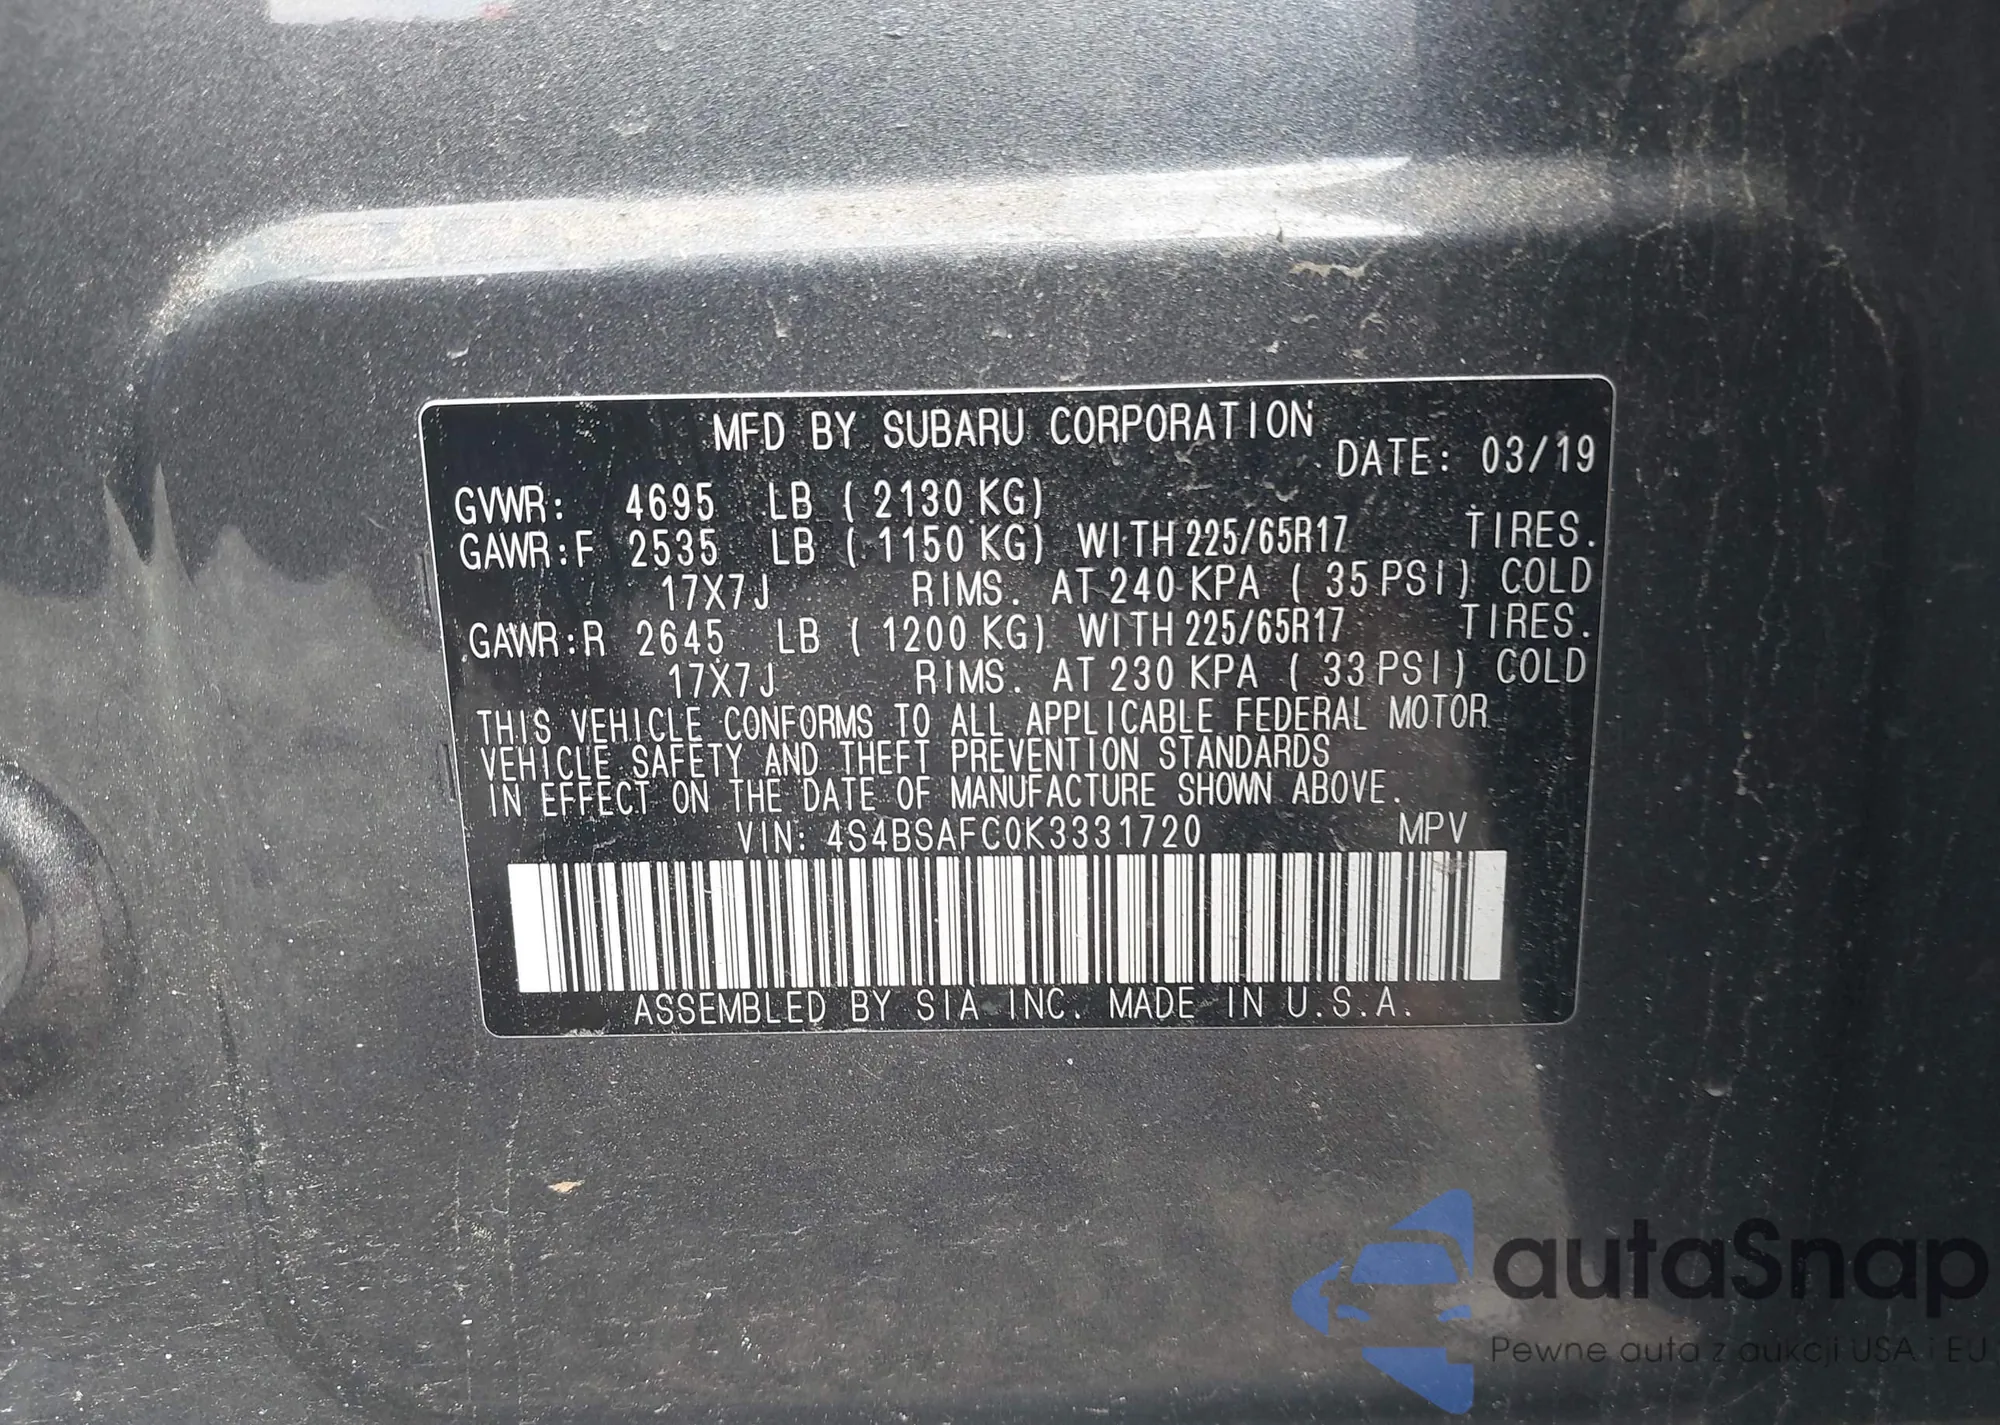 MFD BY SUBARU CORPORATION
DATE: 03/19
GVWR: 4695 LB ( 2130 KG)
GAWR:F 2535 LB ( 1150 KG) WITH 225/65R17 TIRES.
17X7J RIMS. AT 240 KPA ( 35 PSI) COLD
GAWR:R 2645 LB ( 1200 KG) WITH 225/65R17 TIRES.
17X7J RIMS. AT 230 KPA ( 33 PSI) COLD
THIS VEHICLE CONFORMS TO ALL APPLICABLE FEDERAL MOTOR
VEHICLE SAFETY AND THEFT PREVENTION STANDARDS
IN EFFECT ON THE DATE OF MANUFACTURE SHOWN ABOVE.
VIN: 4S4BSAFC0K3331720 MPV
ASSEMBLED BY SIA INC. MADE IN U.S.A.
autaSnap
Pewne auta z aukcji USA i EU